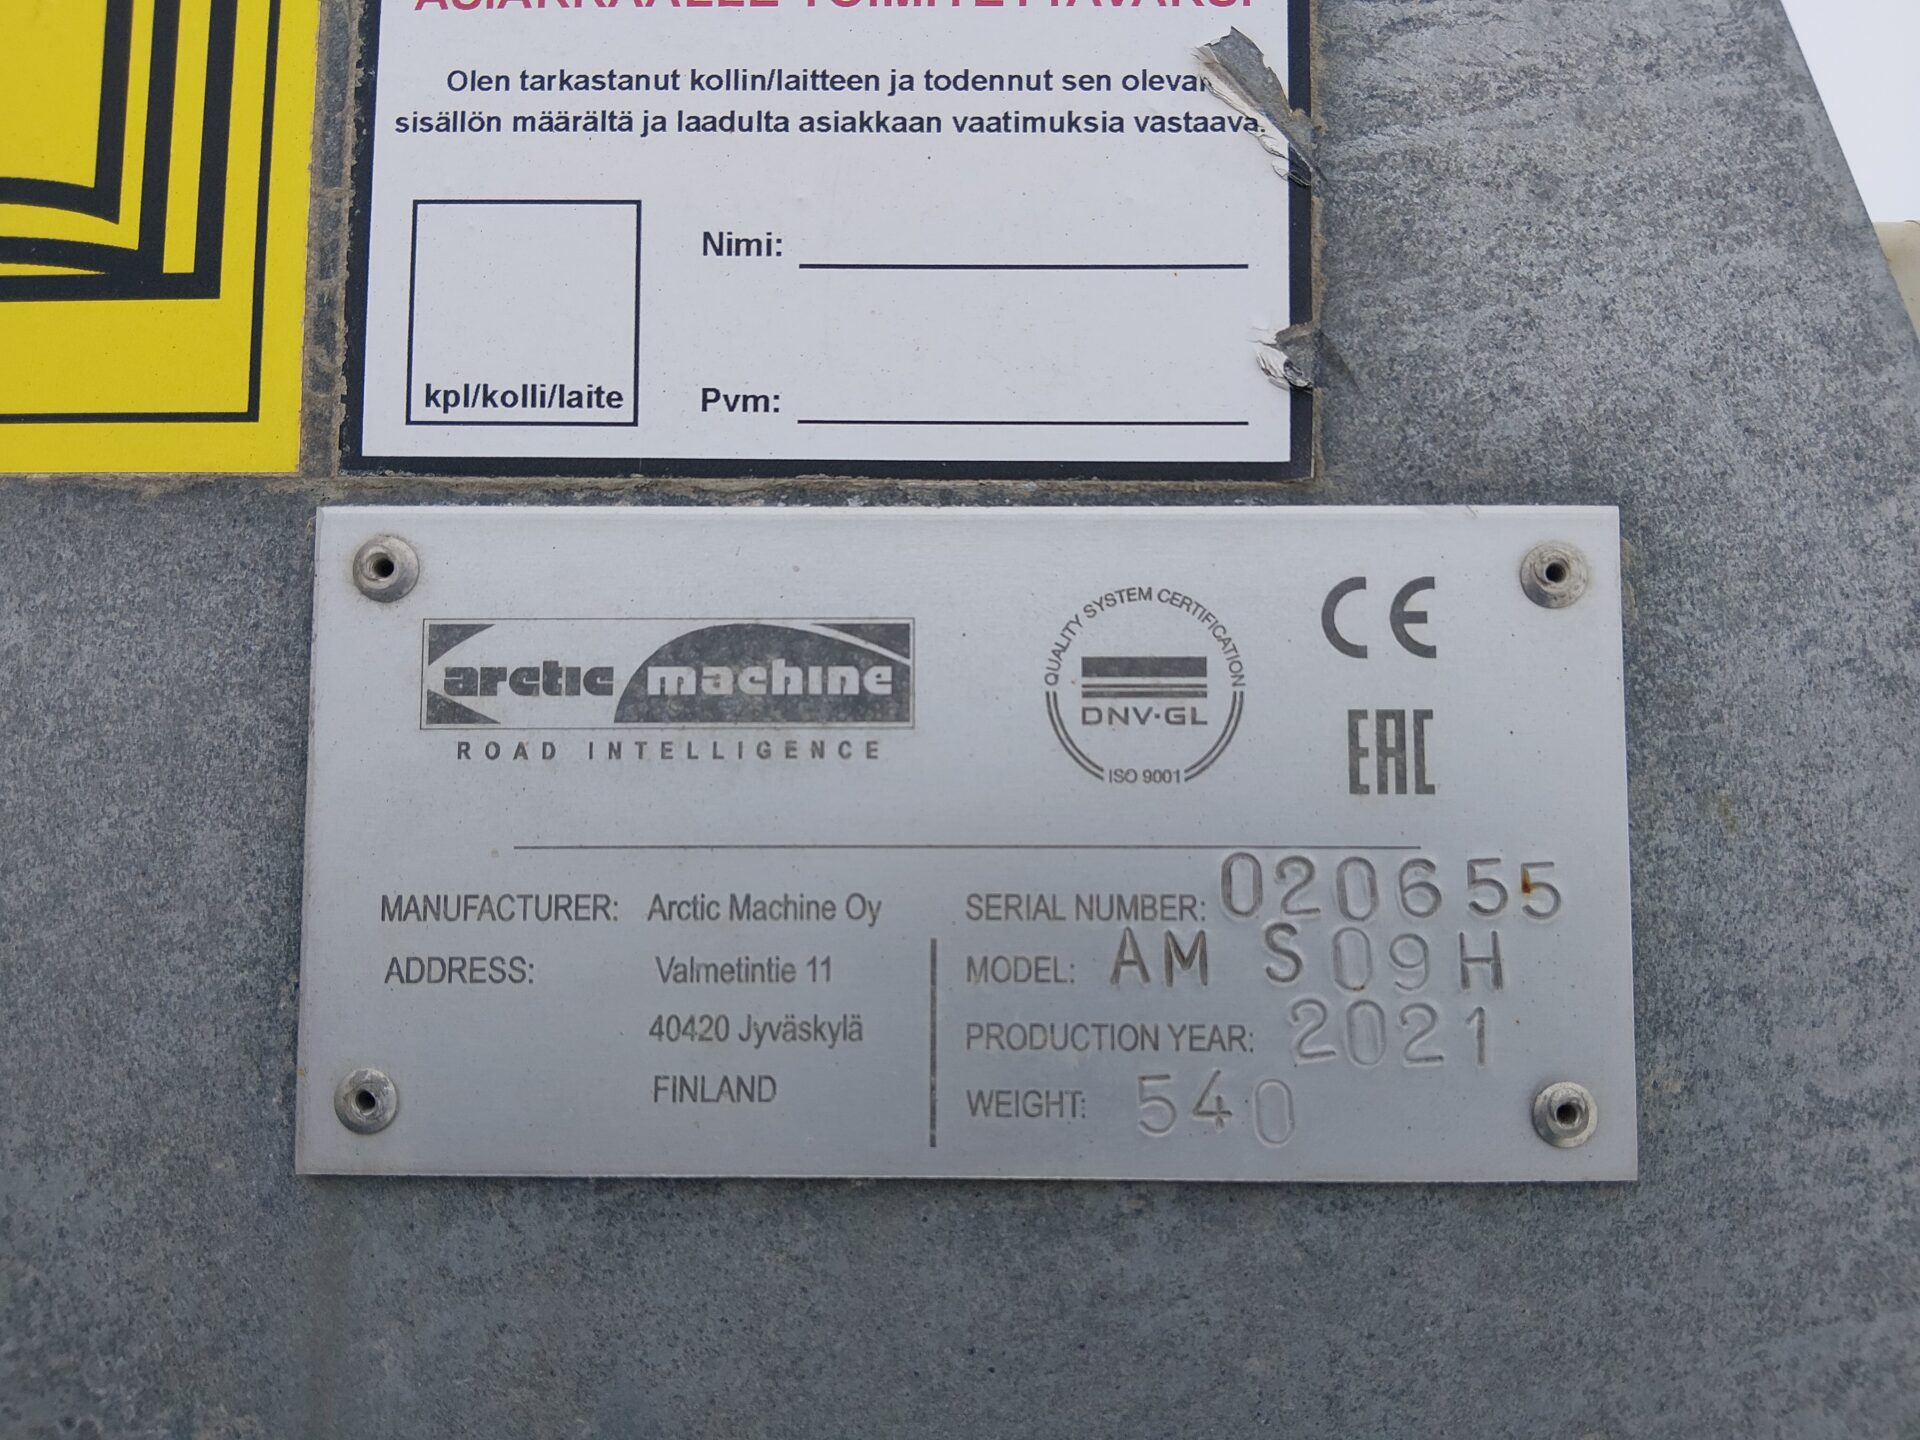 ASIAKKAALLE TOIMITETTAVAKSI
Olen tarkastanut kollin/laitteen ja todennut sen olevan
sisällön määrältä ja laadulta asiakkaan vaatimuksia vastaava.
Nimi:
kpl/kolli/laite
Pvm:
arctic machine
ROAD INTELLIGENCE
QUALITY SYSTEM CERTIFICATION
DNV·GL
ISO 9001
CE
EAC
MANUFACTURER: Arctic Machine Oy
ADDRESS: Valmetintie 11
40420 Jyväskylä
FINLAND
SERIAL NUMBER: 020655
MODEL: AM S09H
PRODUCTION YEAR: 2021
WEIGHT: 540